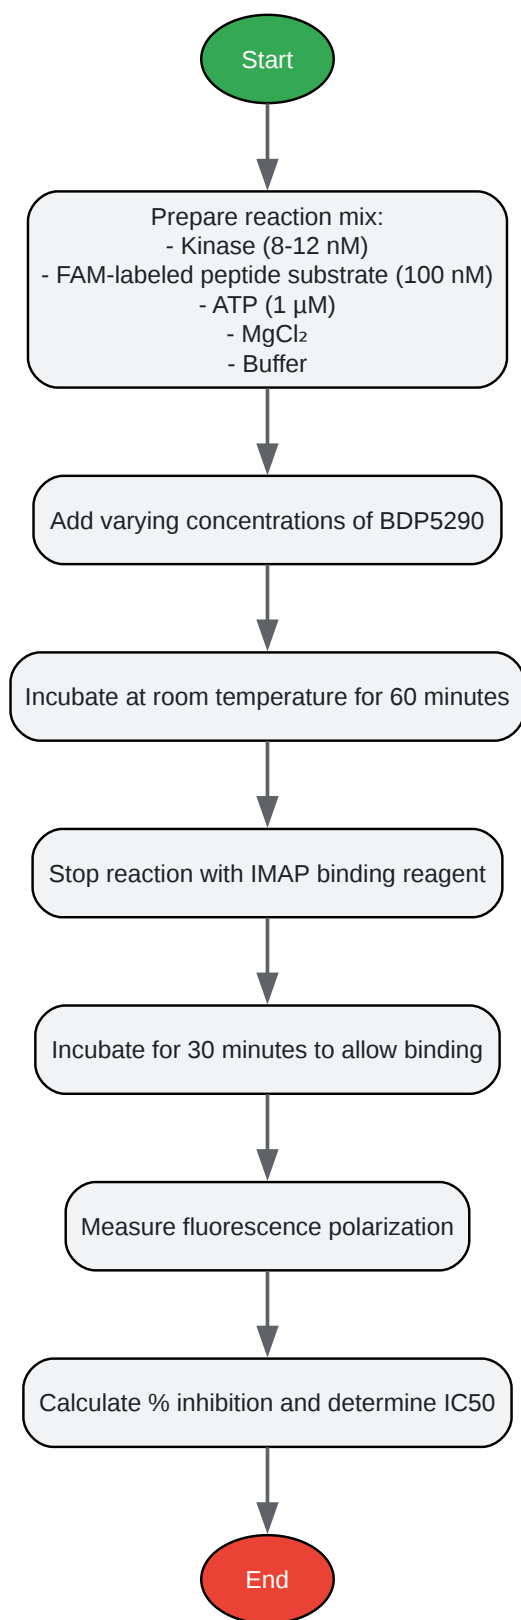 Start
Prepare reaction mix:
- Kinase (8-12 nM)
- FAM-labeled peptide substrate (100 nM)
- ATP (1 µM)
- MgCl₂
- Buffer
Add varying concentrations of BDP5290
Incubate at room temperature for 60 minutes
Stop reaction with IMAP binding reagent
Incubate for 30 minutes to allow binding
Measure fluorescence polarization
Calculate % inhibition and determine IC50
End